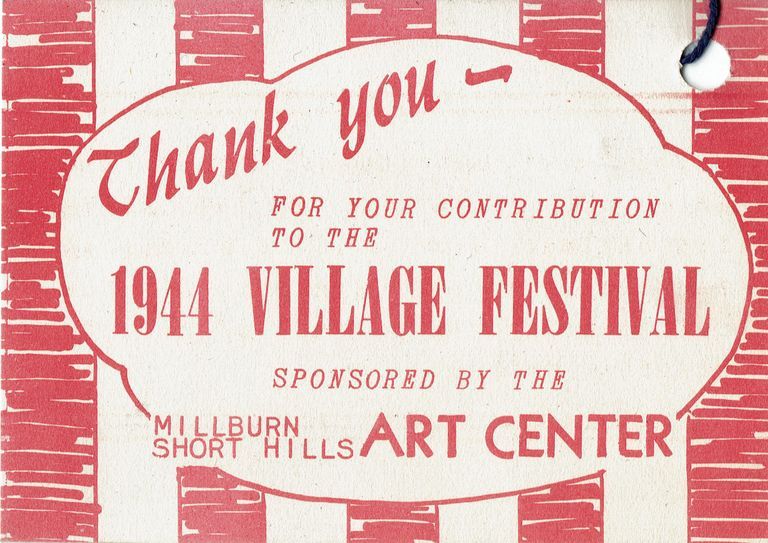 Thank you —
FOR YOUR CONTRIBUTION
TO THE
1944 VILLAGE FESTIVAL
SPONSORED BY THE
MILLBURN
SHORT HILLS ART CENTER